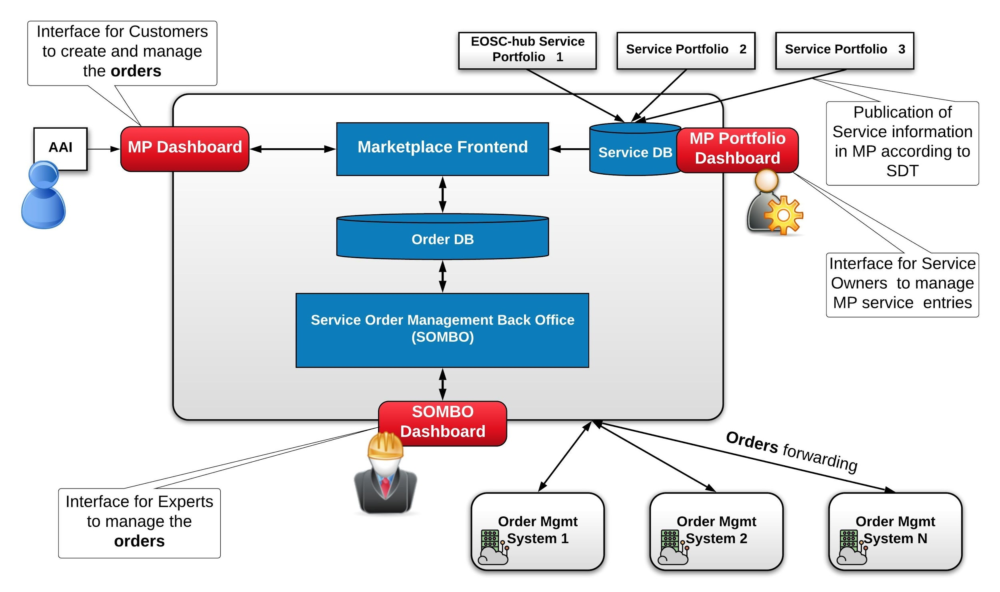 Interface for Customers
to create and manage
the orders
EOSC-hub Service
Portfolio 1
Service Portfolio 2
Service Portfolio 3
Publication of
Service information
in MP according to
SDT
AAI
MP Dashboard
Marketplace Frontend
Service DB
MP Portfolio
Dashboard
Order DB
Interface for Service
Owners to manage
MP service entries
Service Order Management Back Office
(SOMBO)
SOMBO
Dashboard
Orders forwarding
Interface for Experts
to manage the
orders
Order Mgmt
System 1
Order Mgmt
System 2
Order Mgmt
System N